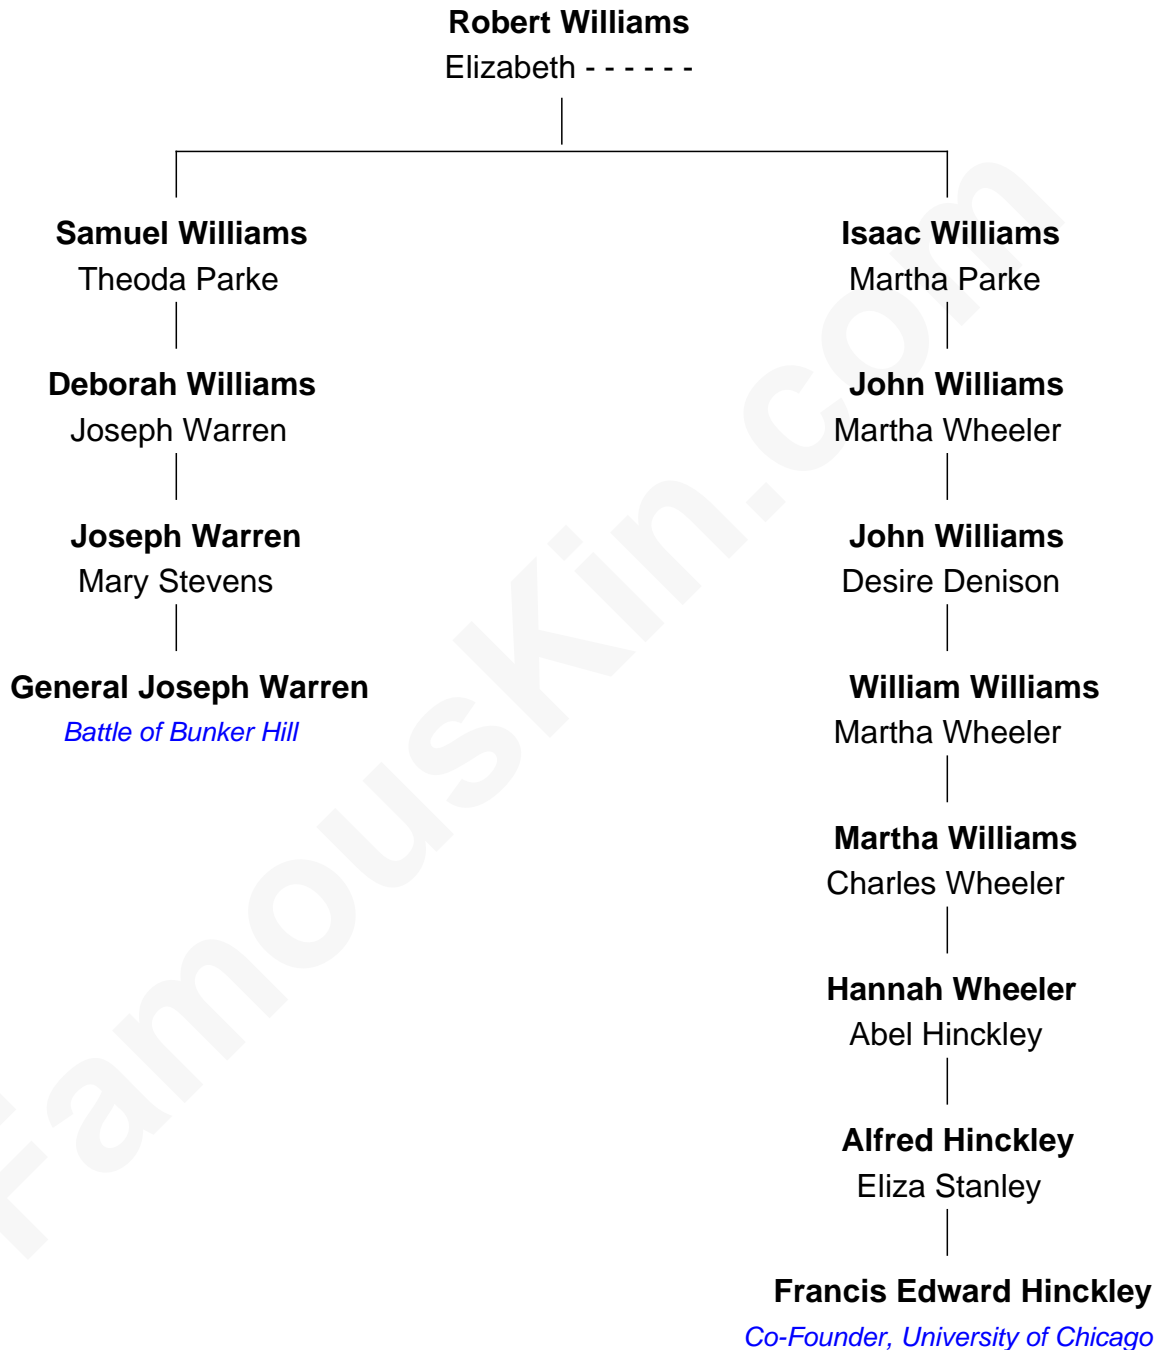 Robert Williams
Elizabeth - - - - - -
Samuel Williams
Theoda Parke
Deborah Williams
Joseph Warren
Joseph Warren
Mary Stevens
General Joseph Warren
Battle of Bunker Hill
Isaac Williams
Martha Parke
John Williams
Martha Wheeler
John Williams
Desire Denison
William Williams
Martha Wheeler
Martha Williams
Charles Wheeler
Hannah Wheeler
Abel Hinckley
Alfred Hinckley
Eliza Stanley
Francis Edward Hinckley
Co-Founder, University of Chicago
FamousKin.com